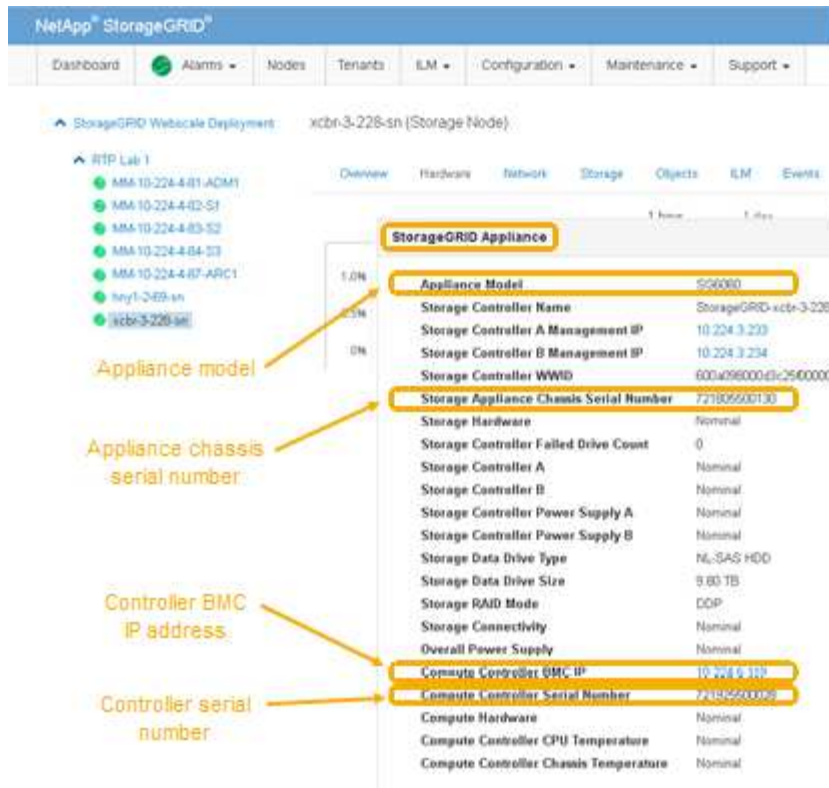 NetApp® StorageGRID®
Dashboard Alarms Nodes Tenants ILM Configuration Maintenance Support
StorageGRID Webscale Deployment
xcbr-3-228-sn (Storage Node)
RTP Lab 1
MM-10-224-4-81-ADM1
MM-10-224-4-82-S1
MM-10-224-4-83-S2
MM-10-224-4-84-S3
MM-10-224-4-87-ARC1
hny1-2-69-sn
xcbr-3-228-sn
Overview Hardware Network Storage Objects ILM Events
1 hour 1 day
StorageGRID Appliance
1.0%
0%
Appliance Model SG6060
Storage Controller Name StorageGRID-xcbr-3-228
Storage Controller A Management IP 10.224.3.233
Storage Controller B Management IP 10.224.3.234
Storage Controller WWID
Storage Appliance Chassis Serial Number 721805500130
Storage Hardware Nominal
Storage Controller Failed Drive Count 0
Storage Controller A Nominal
Storage Controller B Nominal
Storage Controller Power Supply A Nominal
Storage Controller Power Supply B Nominal
Storage Data Drive Type NL-SAS HDD
Storage Data Drive Size 9.80 TB
Storage RAID Mode DDP
Storage Connectivity Nominal
Overall Power Supply Nominal
Compute Controller BMC IP
Compute Controller Serial Number
Compute Hardware Nominal
Compute Controller CPU Temperature Nominal
Compute Controller Chassis Temperature Nominal
Appliance model
Appliance chassis
serial number
Controller BMC
IP address
Controller serial
number